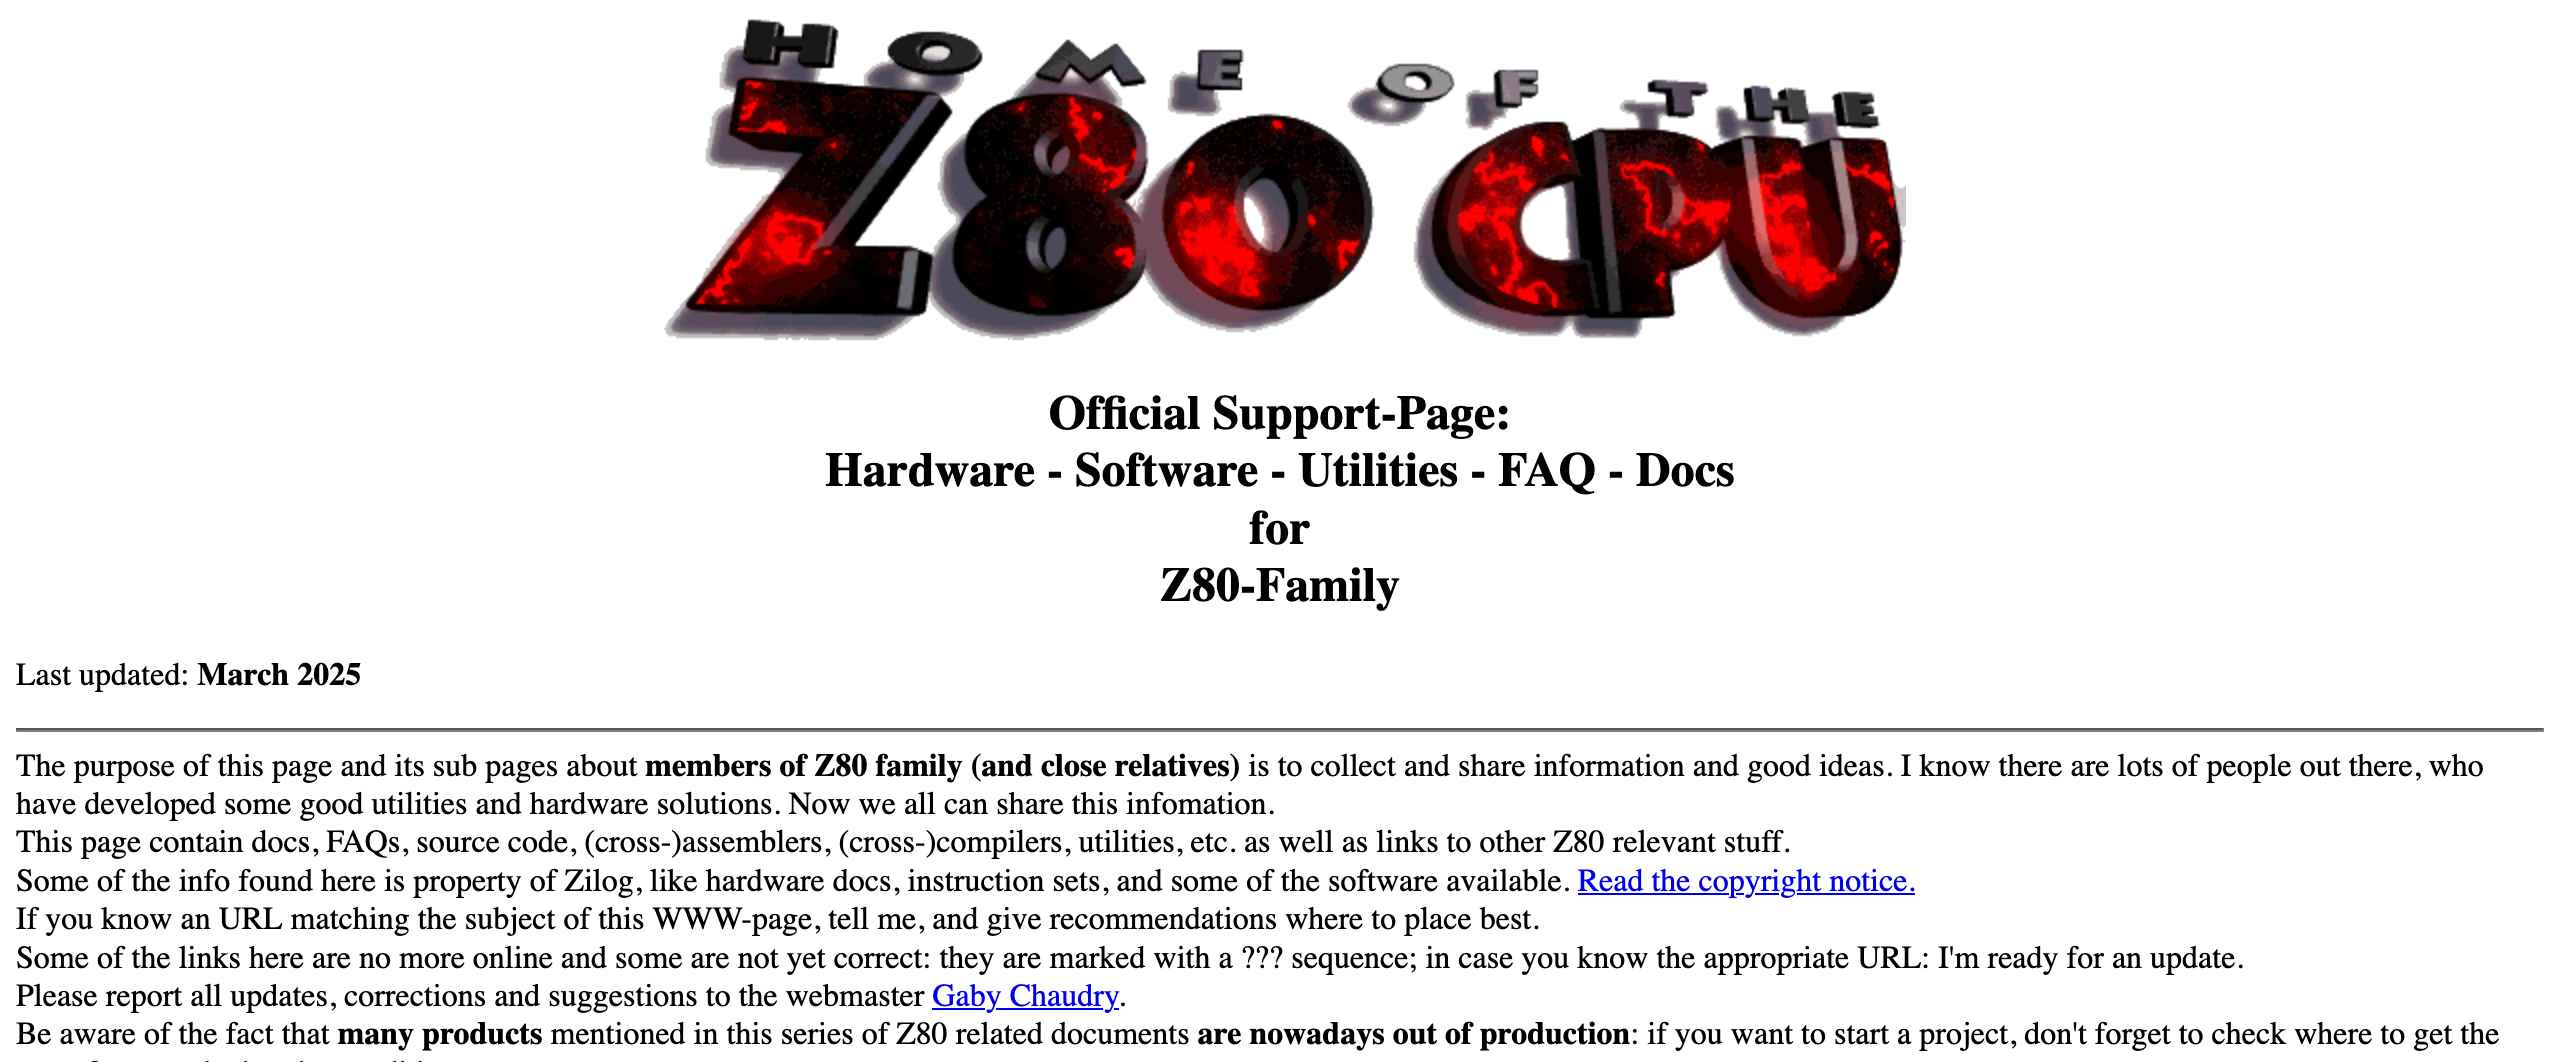 HOME OF THE
Z80 CPU
Official Support-Page:
Hardware - Software - Utilities - FAQ - Docs
for
Z80-Family
Last updated: March 2025
The purpose of this page and its sub pages about members of Z80 family (and close relatives) is to collect and share information and good ideas. I know there are lots of people out there, who
have developed some good utilities and hardware solutions. Now we all can share this infomation.
This page contain docs, FAQs, source code, (cross-)assemblers, (cross-)compilers, utilities, etc. as well as links to other Z80 relevant stuff.
Some of the info found here is property of Zilog, like hardware docs, instruction sets, and some of the software available. Read the copyright notice.
If you know an URL matching the subject of this WWW-page, tell me, and give recommendations where to place best.
Some of the links here are no more online and some are not yet correct: they are marked with a ??? sequence; in case you know the appropriate URL: I'm ready for an update.
Please report all updates, corrections and suggestions to the webmaster Gaby Chaudry.
Be aware of the fact that many products mentioned in this series of Z80 related documents are nowadays out of production: if you want to start a project, don't forget to check where to get the